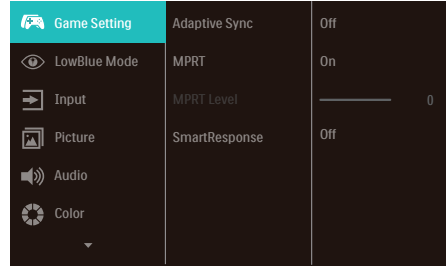 Game Setting Adaptive Sync Off
LowBlue Mode MPRT On
Input MPRT Level 0
Picture SmartResponse Off
Audio
Color